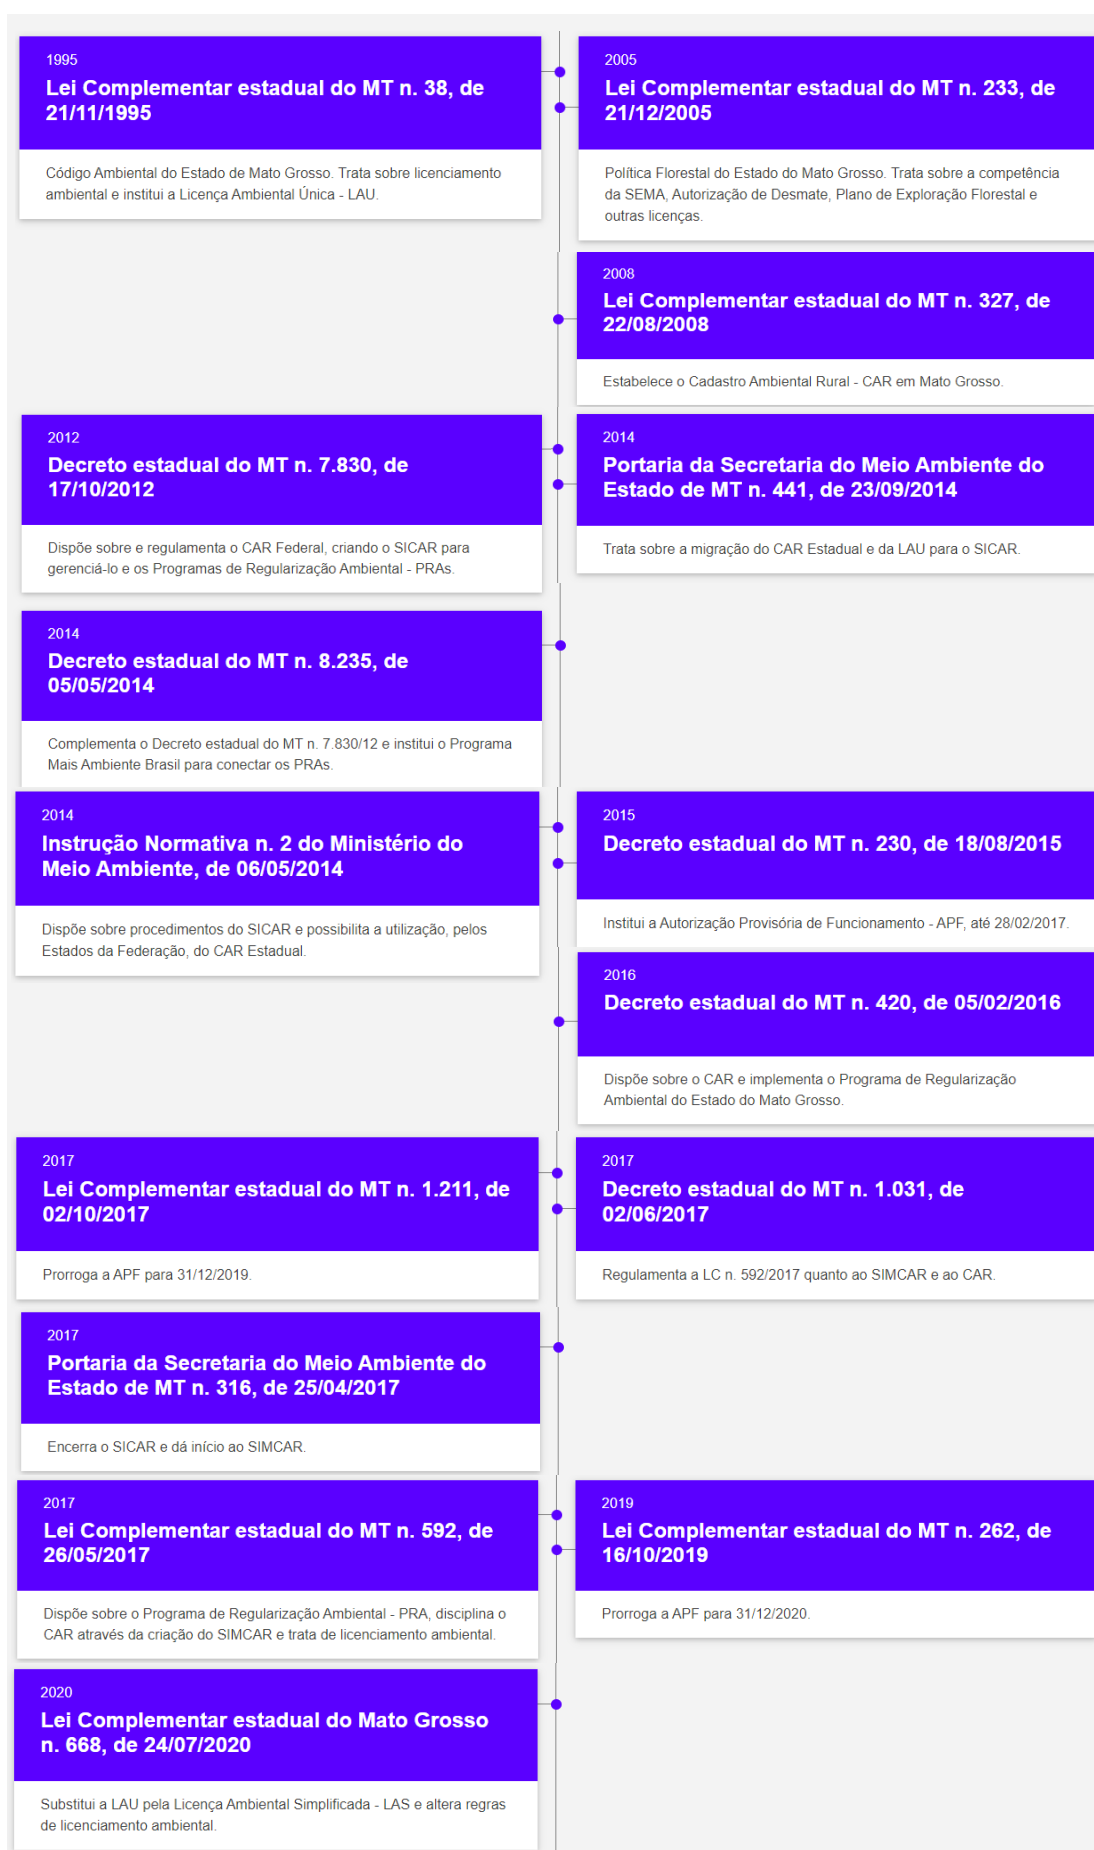 1995
Lei Complementar estadual do MT n. 38, de
21/11/1995
Código Ambiental do Estado de Mato Grosso. Trata sobre licenciamento
ambiental e institui a Licença Ambiental Única - LAU.
2005
Lei Complementar estadual do MT n. 233, de
21/12/2005
Política Florestal do Estado do Mato Grosso. Trata sobre a competência
da SEMA, Autorização de Desmate, Plano de Exploração Florestal e
outras licenças.
2008
Lei Complementar estadual do MT n. 327, de
22/08/2008
Estabelece o Cadastro Ambiental Rural - CAR em Mato Grosso.
2012
Decreto estadual do MT n. 7.830, de
17/10/2012
Dispõe sobre e regulamenta o CAR Federal, criando o SICAR para
gerenciá-lo e os Programas de Regularização Ambiental - PRAs.
2014
Portaria da Secretaria do Meio Ambiente do
Estado de MT n. 441, de 23/09/2014
Trata sobre a migração do CAR Estadual e da LAU para o SICAR.
2014
Decreto estadual do MT n. 8.235, de
05/05/2014
Complementa o Decreto estadual do MT n. 7.830/12 e institui o Programa
Mais Ambiente Brasil para conectar os PRAs.
2014
Instrução Normativa n. 2 do Ministério do
Meio Ambiente, de 06/05/2014
Dispõe sobre procedimentos do SICAR e possibilita a utilização, pelos
Estados da Federação, do CAR Estadual.
2015
Decreto estadual do MT n. 230, de 18/08/2015
Institui a Autorização Provisória de Funcionamento - APF, até 28/02/2017.
2016
Decreto estadual do MT n. 420, de 05/02/2016
Dispõe sobre o CAR e implementa o Programa de Regularização
Ambiental do Estado do Mato Grosso.
2017
Lei Complementar estadual do MT n. 1.211, de
02/10/2017
Prorroga a APF para 31/12/2019.
2017
Decreto estadual do MT n. 1.031, de
02/06/2017
Regulamenta a LC n. 592/2017 quanto ao SIMCAR e ao CAR.
2017
Portaria da Secretaria do Meio Ambiente do
Estado de MT n. 316, de 25/04/2017
Encerra o SICAR e dá início ao SIMCAR.
2017
Lei Complementar estadual do MT n. 592, de
26/05/2017
Dispõe sobre o Programa de Regularização Ambiental - PRA, disciplina o
CAR através da criação do SIMCAR e trata de licenciamento ambiental.
2019
Lei Complementar estadual do MT n. 262, de
16/10/2019
Prorroga a APF para 31/12/2020.
2020
Lei Complementar estadual do Mato Grosso
n. 668, de 24/07/2020
Substitui a LAU pela Licença Ambiental Simplificada - LAS e altera regras
de licenciamento ambiental.